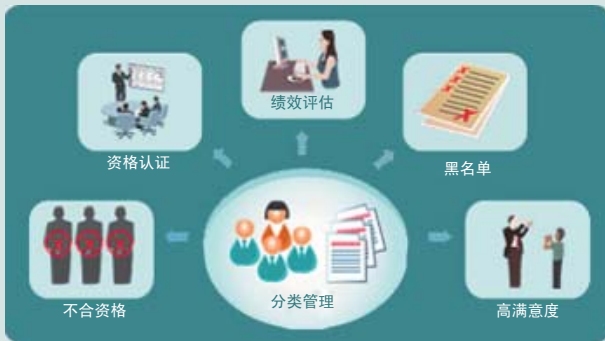 绩效评估
资格认证
黑名单
不合资格
分类管理
高满意度